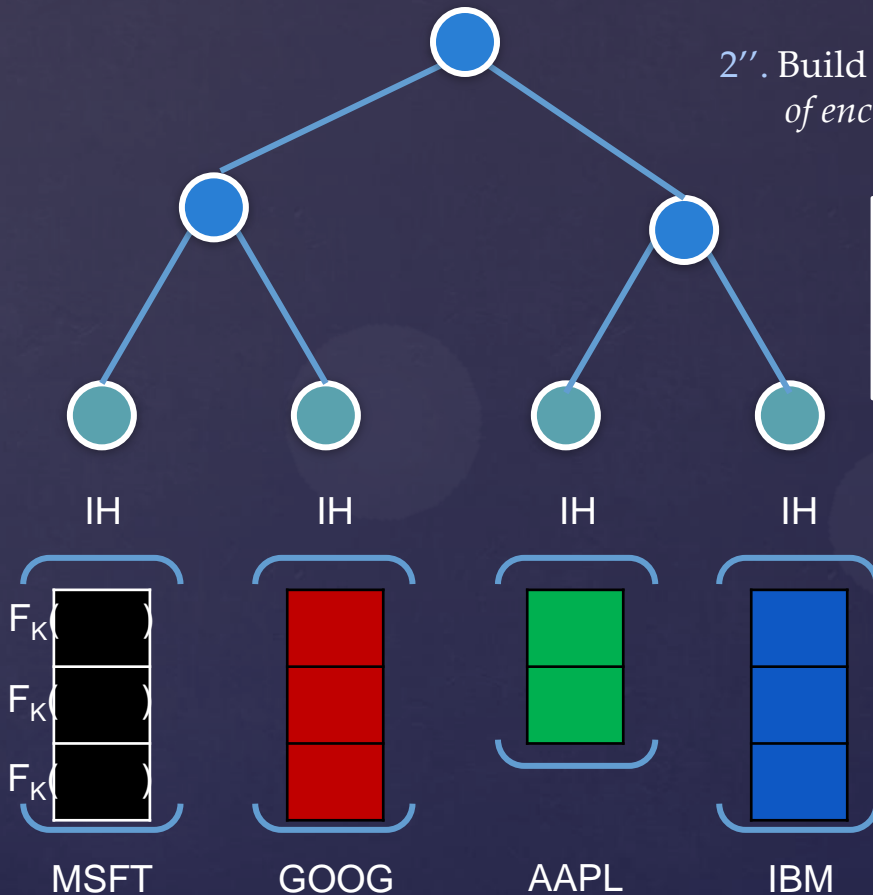 2′′. Build
of enc
IH IH IH IH
F_K( )
F_K( )
F_K( )
MSFT GOOG AAPL IBM